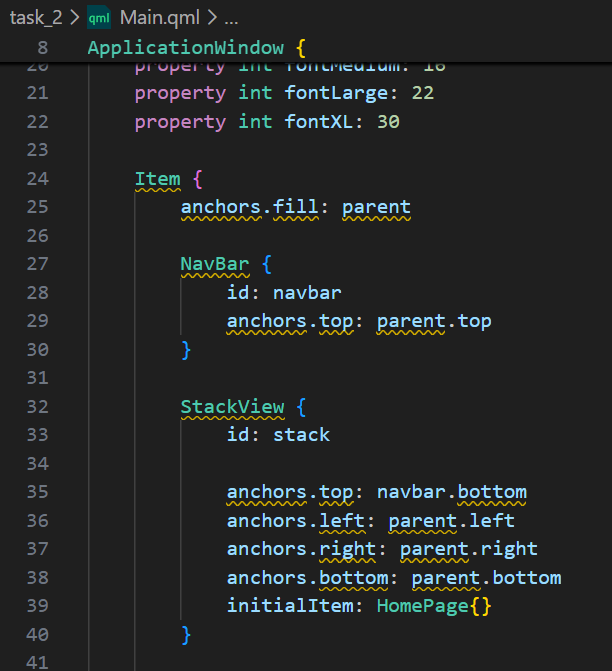 task_2 > qml Main.qml > ...
8 ApplicationWindow {
20 property int fontMedium: 16
21 property int fontLarge: 22
22 property int fontXL: 30
23
24 Item {
25 anchors.fill: parent
26
27 NavBar {
28 id: navbar
29 anchors.top: parent.top
30 }
31
32 StackView {
33 id: stack
34
35 anchors.top: navbar.bottom
36 anchors.left: parent.left
37 anchors.right: parent.right
38 anchors.bottom: parent.bottom
39 initialItem: HomePage{}
40 }
41